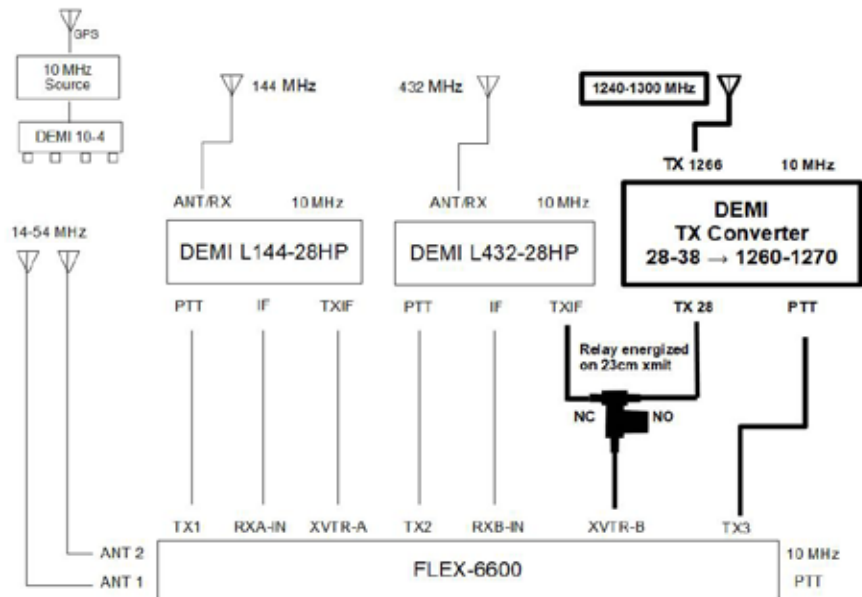 GPS
10 MHz
Source
DEMI 10-4
144 MHz
432 MHz
1240-1300 MHz
ANT/RX
10 MHz
ANT/RX
10 MHz
TX 1266
10 MHz
14-54 MHz
DEMI L144-28HP
DEMI L432-28HP
DEMI
TX Converter
28-38 → 1260-1270
PTT
IF
TXIF
PTT
IF
TXIF
TX 28
PTT
Relay energized
on 23cm xmit
NC
NO
TX1
RXA-IN
XVTR-A
TX2
RXB-IN
XVTR-B
TX3
ANT 2
ANT 1
FLEX-6600
10 MHz
PTT